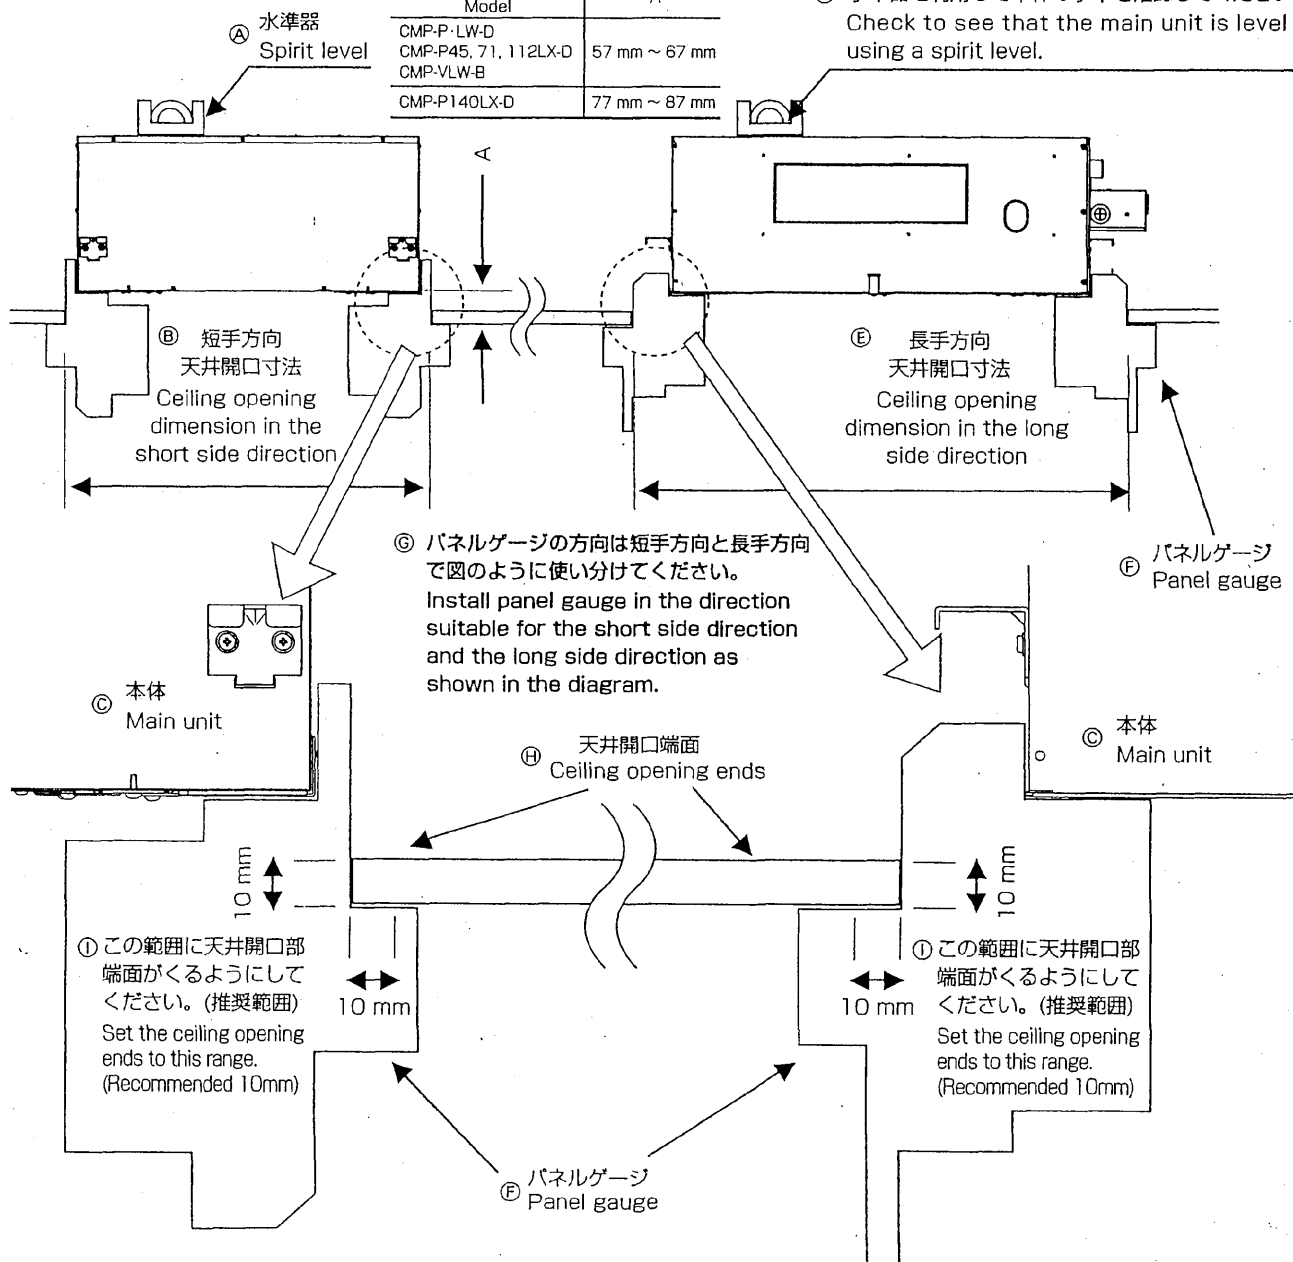 Ⓐ 水準器
Spirit level
Model
A
CMP-P·LW-D
CMP-P45, 71, 112LX-D
57 mm ~ 67 mm
CMP-VLW-B
CMP-P140LX-D
77 mm ~ 87 mm
Check to see that the main unit is level
using a spirit level.
A
Ⓑ 短手方向
天井開口寸法
Ceiling opening
dimension in the
short side direction
Ⓔ 長手方向
天井開口寸法
Ceiling opening
dimension in the long
side direction
Ⓖ パネルゲージの方向は短手方向と長手方向
で図のように使い分けてください。
Install panel gauge in the direction
suitable for the short side direction
and the long side direction as
shown in the diagram.
Ⓕ パネルゲージ
Panel gauge
Ⓒ 本体
Main unit
Ⓒ 本体
Main unit
Ⓗ 天井開口端面
Ceiling opening ends
10 mm
10 mm
Ⓘ この範囲に天井開口部
端面がくるようにして
ください。(推奨範囲)
Set the ceiling opening
ends to this range.
(Recommended 10mm)
10 mm
10 mm
Ⓘ この範囲に天井開口部
端面がくるようにして
ください。(推奨範囲)
Set the ceiling opening
ends to this range.
(Recommended 10mm)
Ⓕ パネルゲージ
Panel gauge